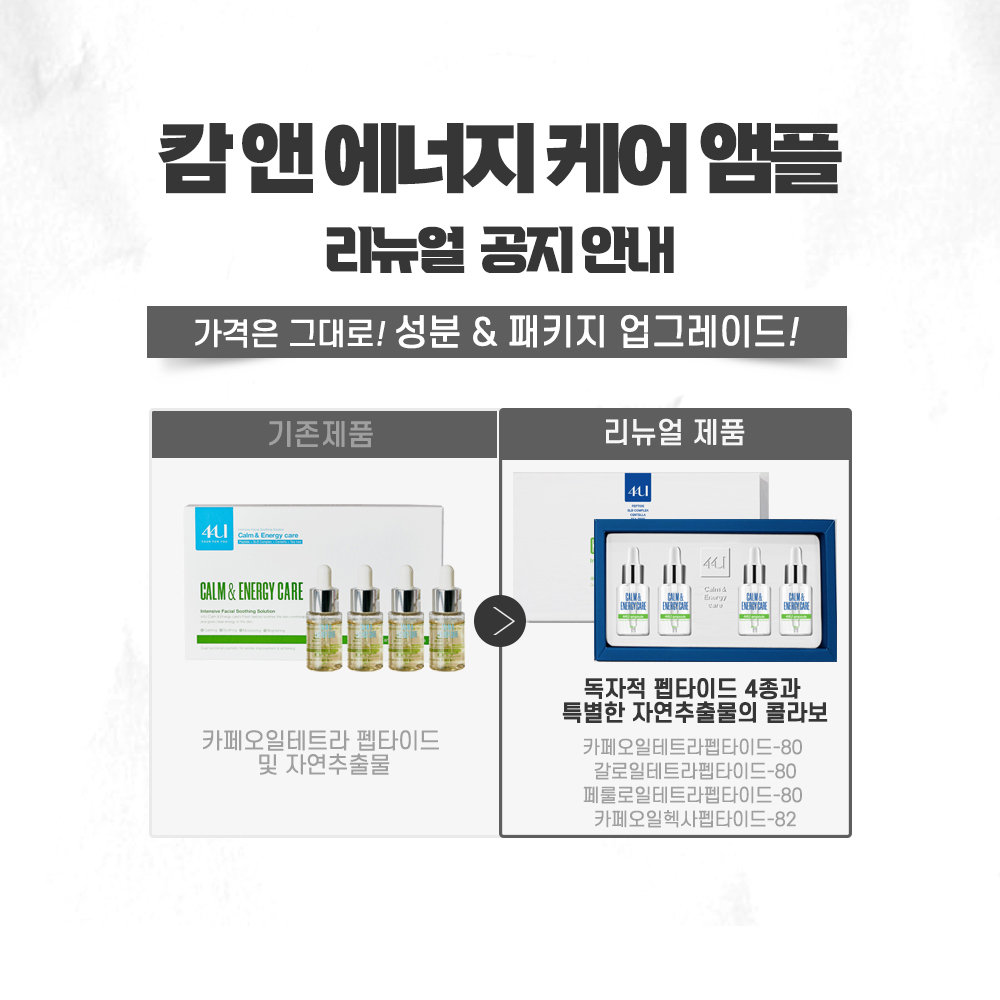 캄 앤 에너지 케어 앰플
리뉴얼 공지 안내
가격은 그대로! 성분 & 패키지 업그레이드!
기존제품
리뉴얼 제품
4U
Calm & Energy care
CALM & ENERGY CARE
Intensive Facial Soothing Solution
4U
PEPTIDE
CENTELLA
4U
Calm &
Energy
care
CALM &
ENERGY CARE
CALM &
ENERGY CARE
CALM &
ENERGY CARE
CALM &
ENERGY CARE
카페오일테트라 펩타이드
및 자연추출물
독자적 펩타이드 4종과
특별한 자연추출물의 콜라보
카페오일테트라펩타이드-80
갈로일테트라펩타이드-80
페룰로일테트라펩타이드-80
카페오일헥사펩타이드-82